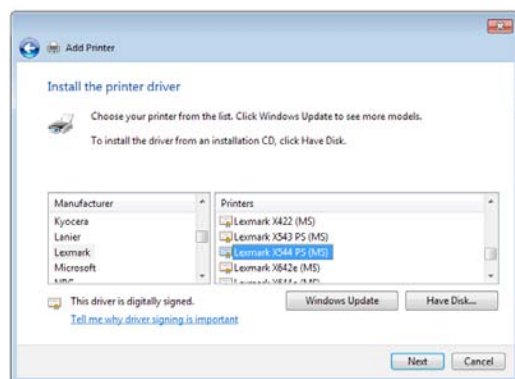 Add Printer
Install the printer driver
Choose your printer from the list. Click Windows Update to see more models.
To install the driver from an installation CD, click Have Disk.
Manufacturer
Kyocera
Lanier
Lexmark
Microsoft
Printers
Lexmark X422 (MS)
Lexmark X543 PS (MS)
Lexmark X544 PS (MS)
Lexmark X642e (MS)
This driver is digitally signed.
Tell me why driver signing is important
Windows Update
Have Disk...
Next
Cancel